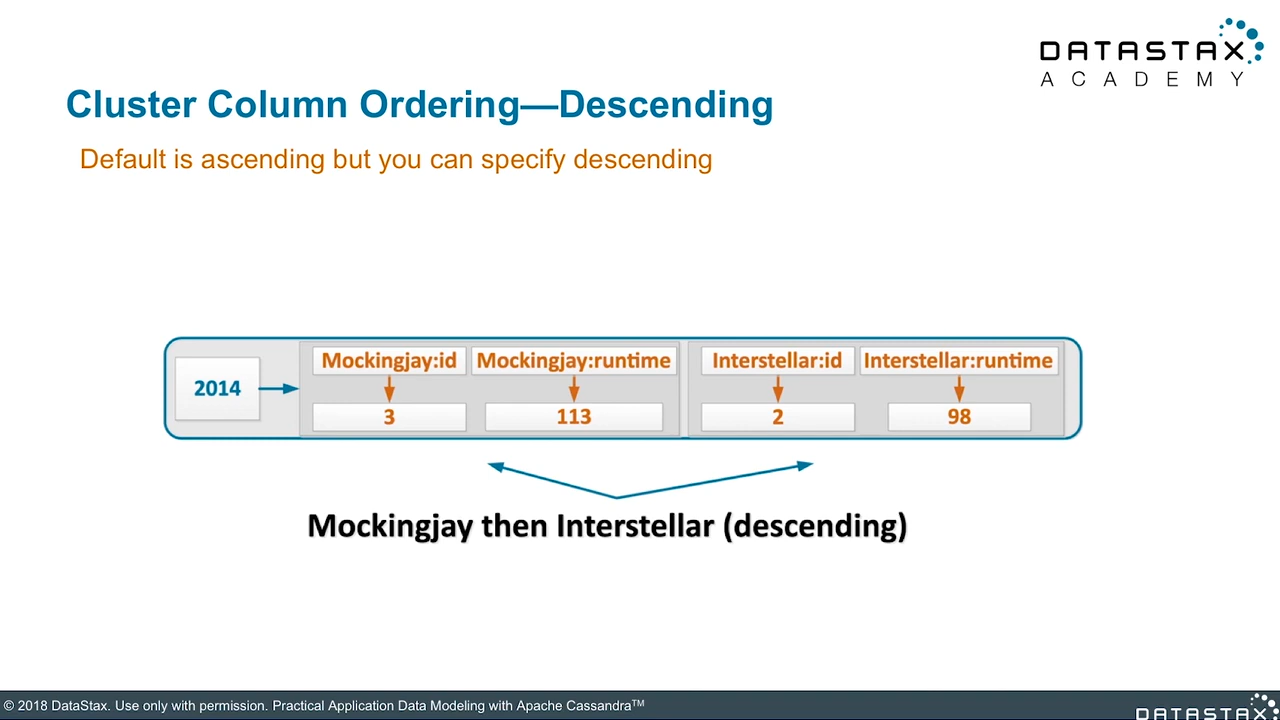 DATASTAX
ACADEMY
Cluster Column Ordering—Descending
Default is ascending but you can specify descending
2014
Mockingjay:id Mockingjay:runtime Interstellar:id Interstellar:runtime
3 113 2 98
Mockingjay then Interstellar (descending)
© 2018 DataStax. Use only with permission. Practical Application Data Modeling with Apache Cassandra™
DATASTAX